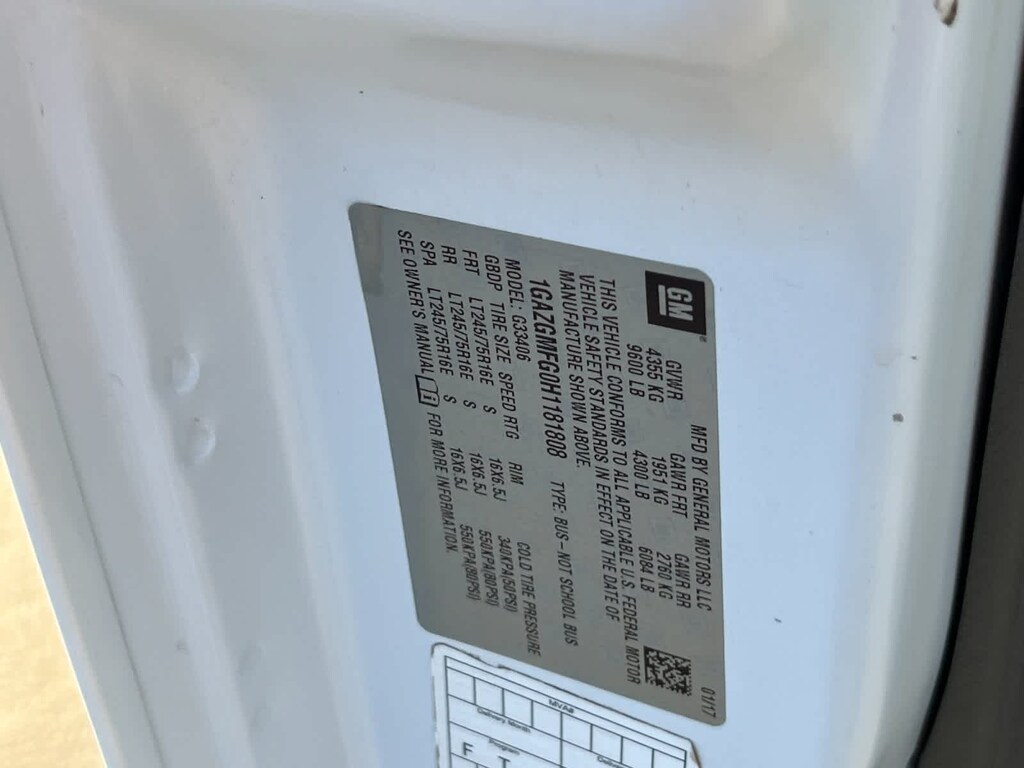 GM
MFD BY GENERAL MOTORS LLC 01/17
GVWR GAWR FRT GAWR RR
4355 KG 1951 KG 2760 KG
9600 LB 4300 LB 6084 LB
THIS VEHICLE CONFORMS TO ALL APPLICABLE U.S. FEDERAL MOTOR
VEHICLE SAFETY STANDARDS IN EFFECT ON THE DATE OF
MANUFACTURE SHOWN ABOVE.
1GAZGMFG0H1181808 TYPE: BUS-NOT SCHOOL BUS
MODEL: G33406
GBDP TIRE SIZE SPEED RTG RIM COLD TIRE PRESSURE
FRT LT245/75R16E S 16X6.5J 340KPA(50PSI)
RR LT245/75R16E S 16X6.5J 550KPA(80PSI)
SPA LT245/75R16E S 16X6.5J 550KPA(80PSI)
SEE OWNER'S MANUAL FOR MORE INFORMATION.
MVA#
Delivery Month
Program
F T